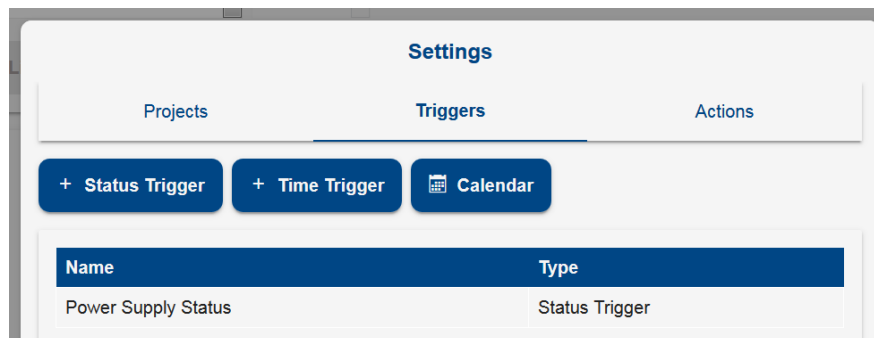 Settings
Projects Triggers Actions
+ Status Trigger + Time Trigger Calendar
Name Type
Power Supply Status Status Trigger